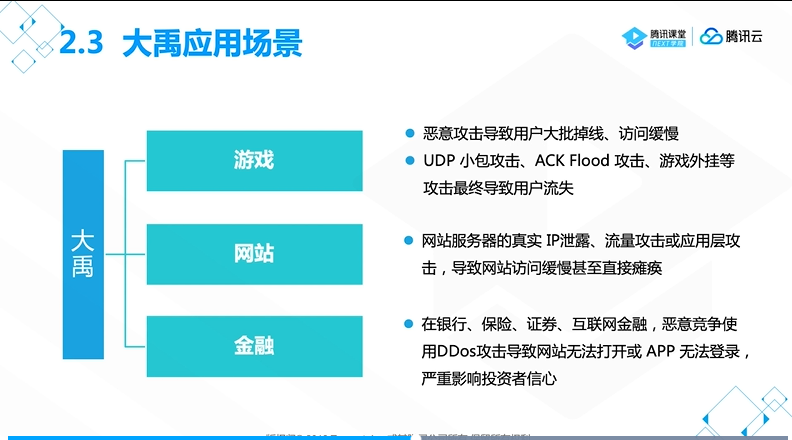 2.3 大禹应用场景
腾讯课堂
NEXT学院
腾讯云
大禹
游戏
恶意攻击导致用户大批掉线、访问缓慢
UDP 小包攻击、ACK Flood 攻击、游戏外挂等
攻击最终导致用户流失
网站
网站服务器的真实 IP泄露、流量攻击或应用层攻
击，导致网站访问缓慢甚至直接瘫痪
金融
在银行、保险、证券、互联网金融，恶意竞争使
用DDos攻击导致网站无法打开或 APP 无法登录，
严重影响投资者信心